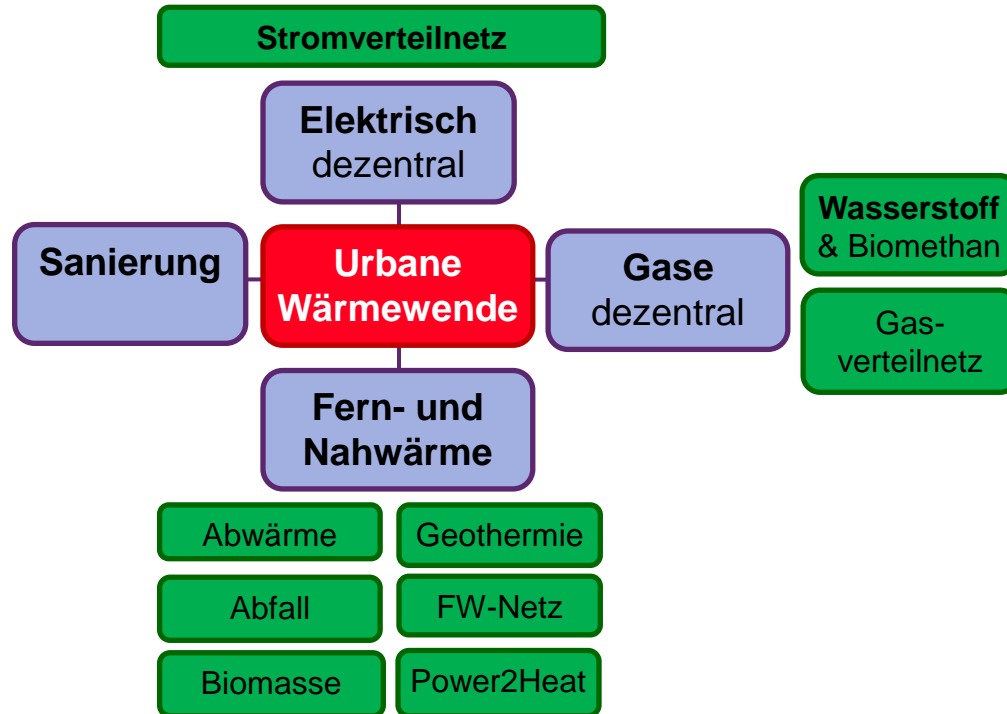 Stromverteilnetz
Elektrisch
dezentral
Sanierung
Urbane
Wärmewende
Gase
dezentral
Wasserstoff
& Biomethan
Gas-
verteilnetz
Fern- und
Nahwärme
Abwärme
Geothermie
Abfall
FW-Netz
Biomasse
Power2Heat